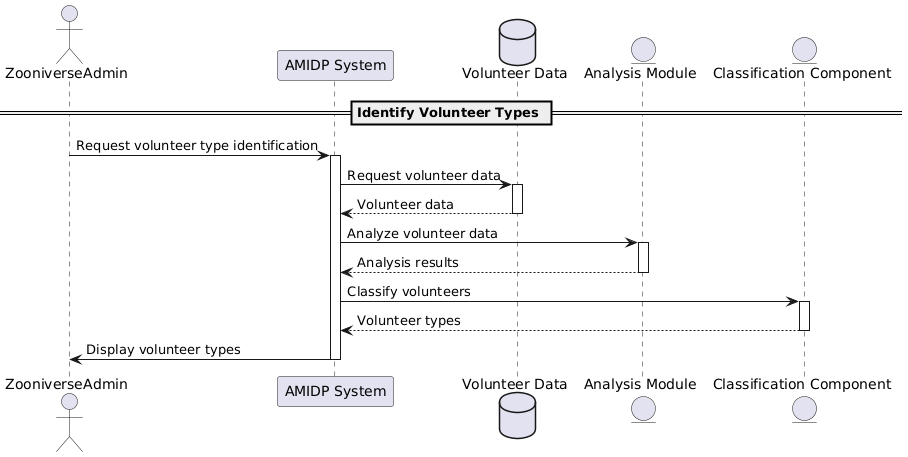 ZooniverseAdmin
AMIDP System
Volunteer Data
Analysis Module
Classification Component
Identify Volunteer Types
Request volunteer type identification
Request volunteer data
Volunteer data
Analyze volunteer data
Analysis results
Classify volunteers
Volunteer types
Display volunteer types
ZooniverseAdmin
AMIDP System
Volunteer Data
Analysis Module
Classification Component